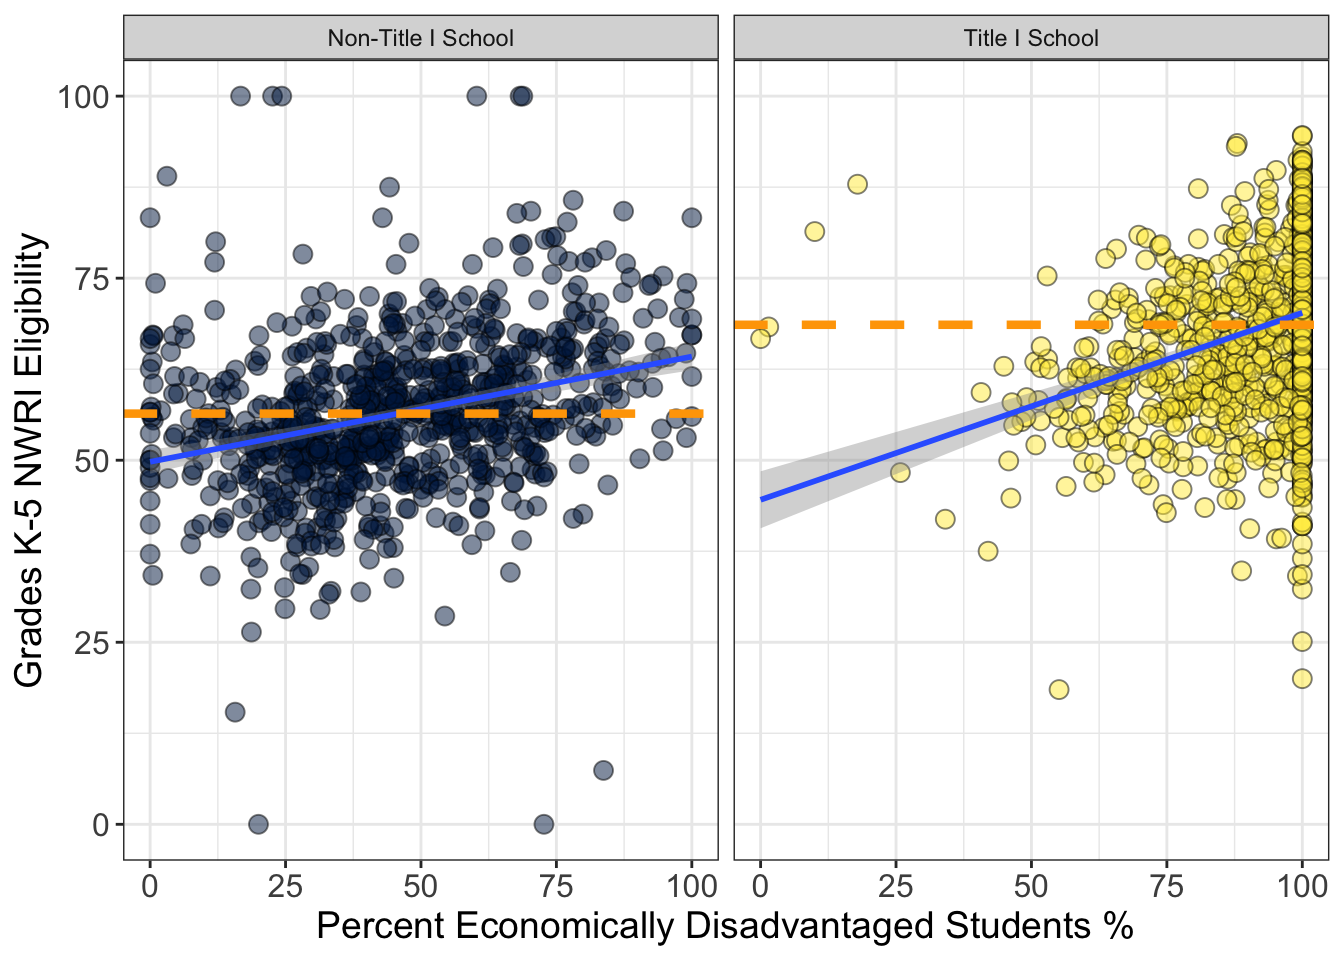 Non-Title I School
Title I School
Grades K-5 NWRI Eligibility
100
75
50
25
0
0 25 50 75 100
0 25 50 75 100
Percent Economically Disadvantaged Students %